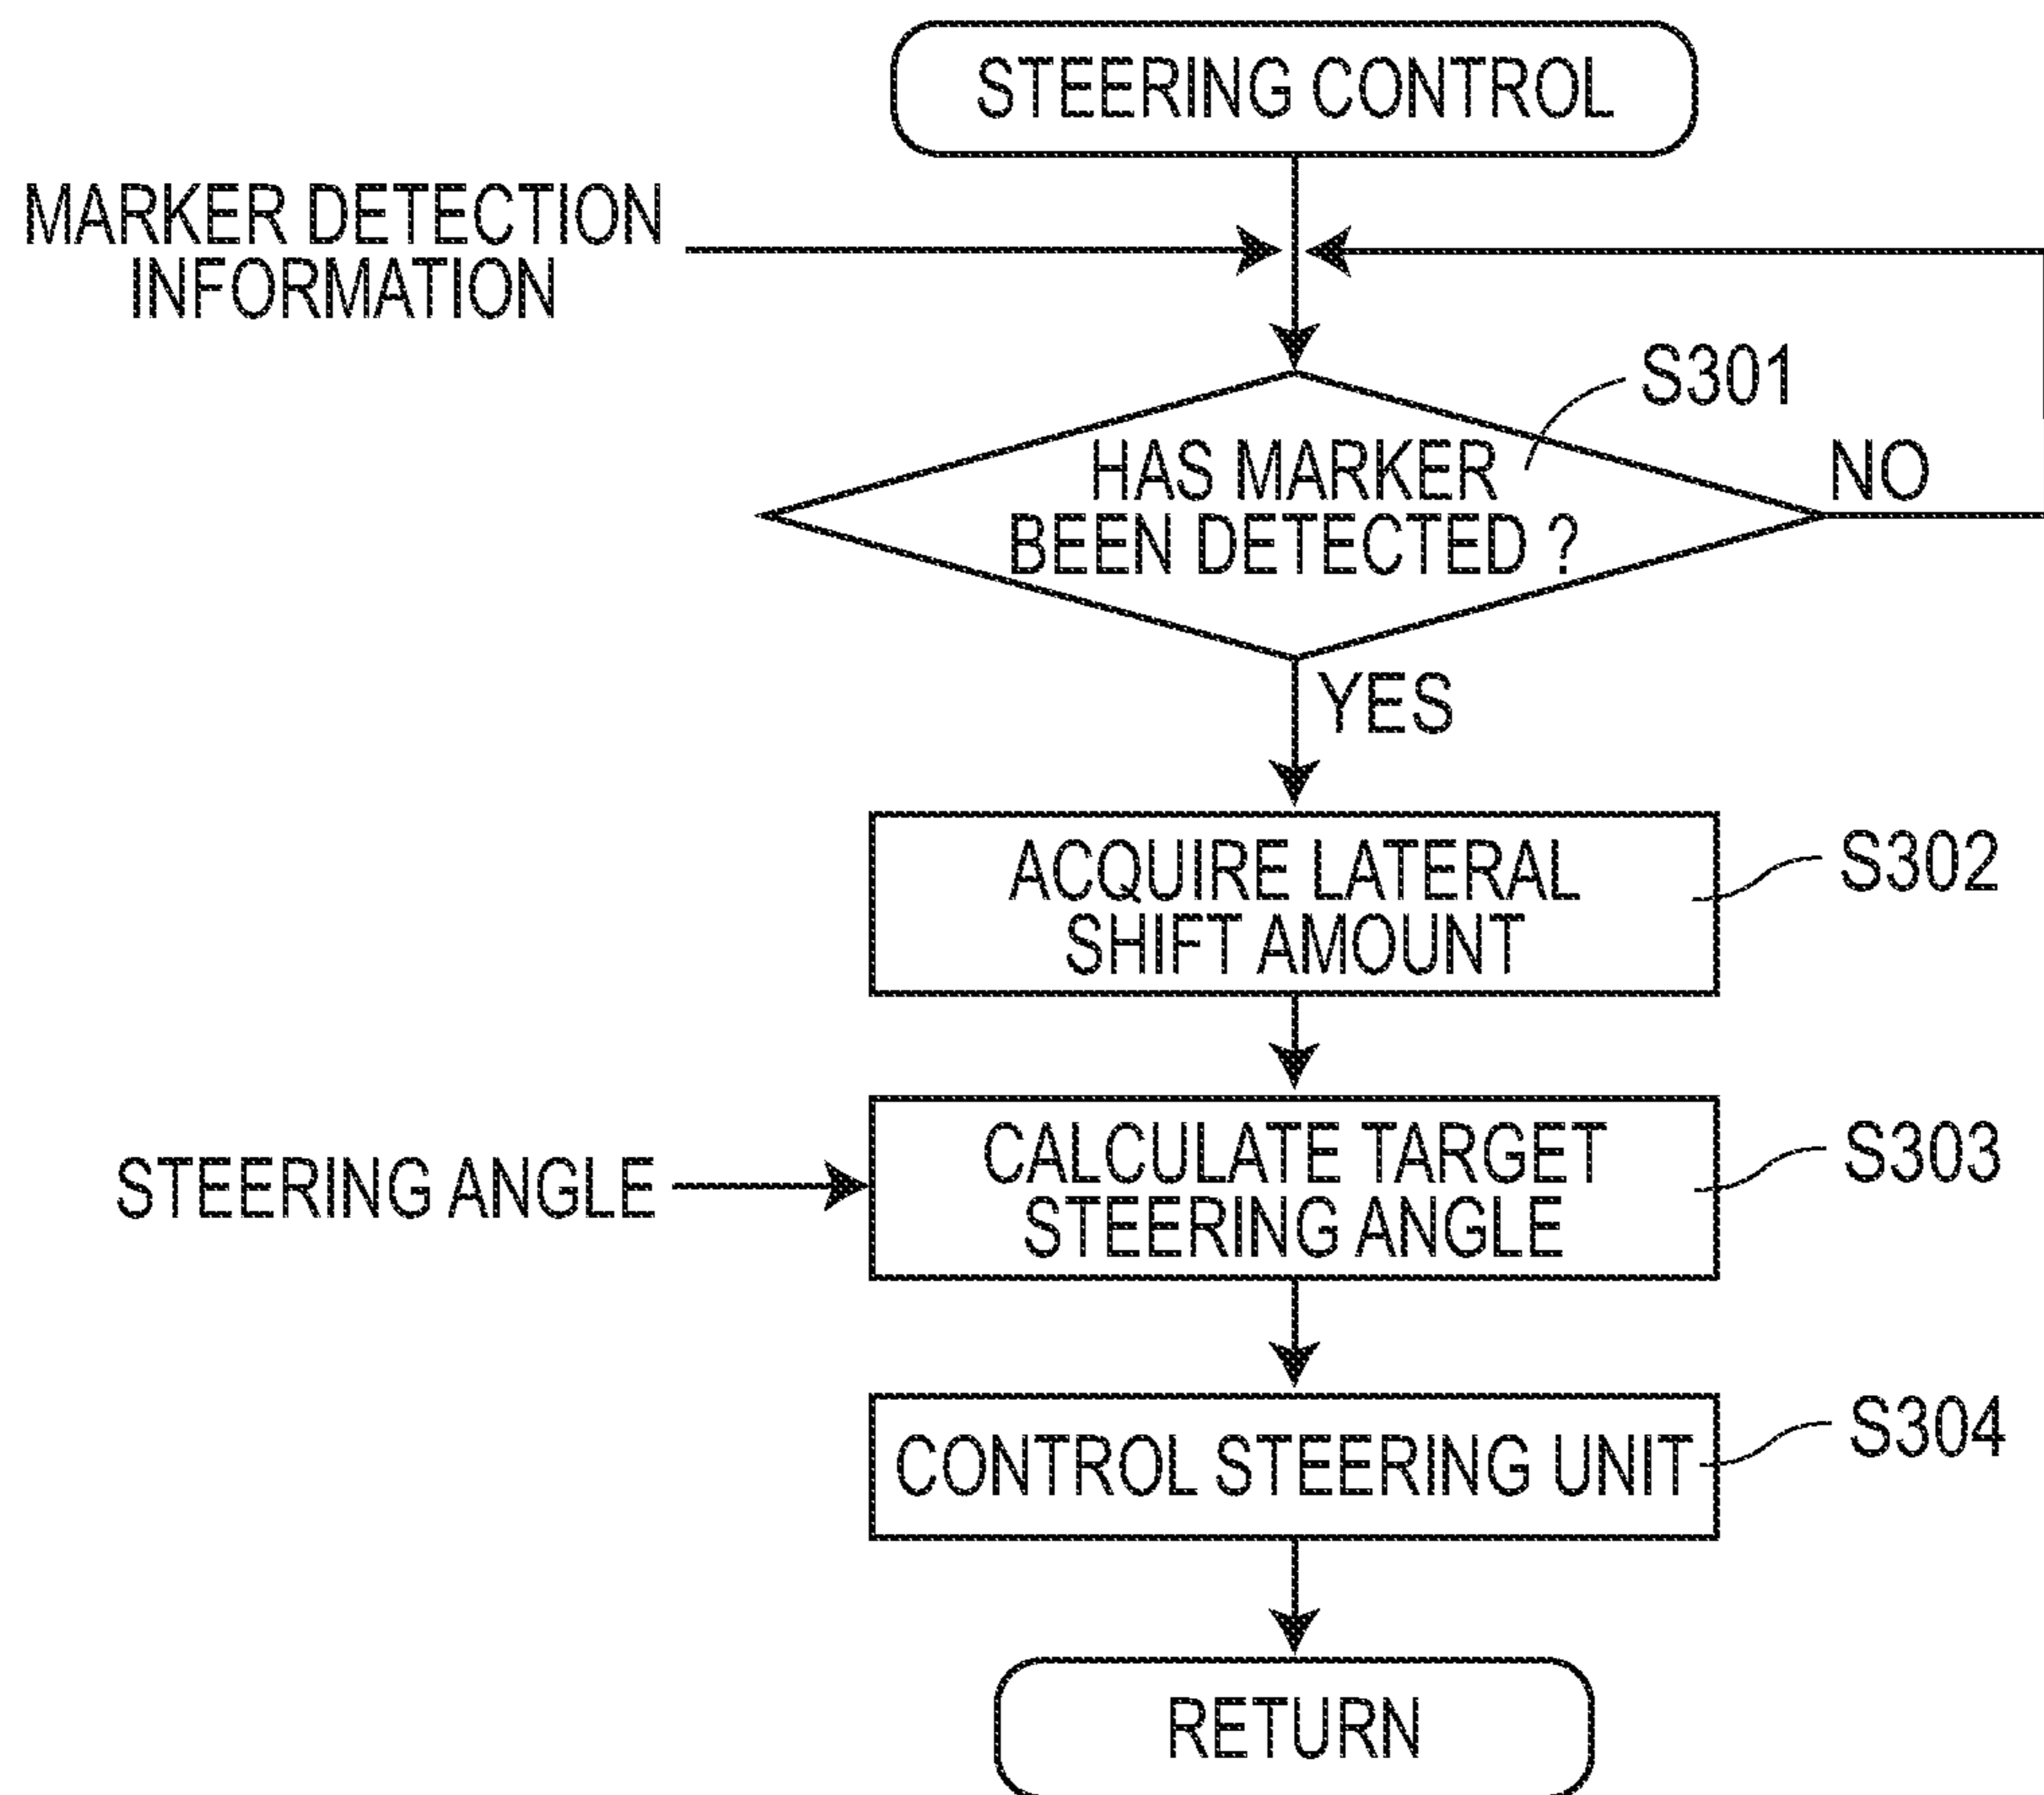 STEERING CONTROL
MARKER DETECTION
INFORMATION
S301
HAS MARKER
BEEN DETECTED ?
NO
YES
ACQUIRE LATERAL
SHIFT AMOUNT
S302
STEERING ANGLE
CALCULATE TARGET
STEERING ANGLE
S303
CONTROL STEERING UNIT
S304
RETURN